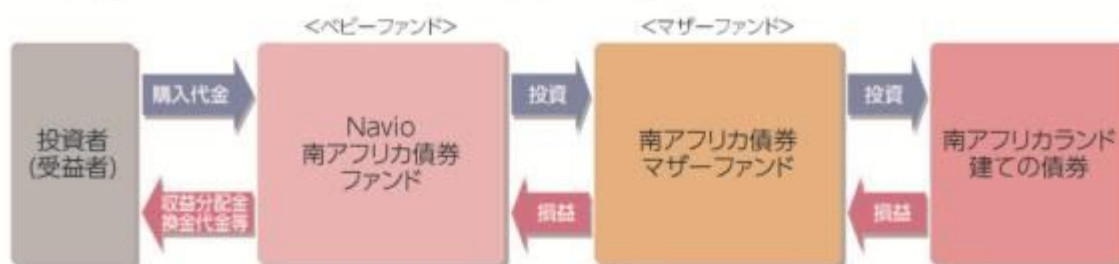 ＜ベビーファンド＞
＜マザーファンド＞
投資者
(受益者)
購入代金
収益分配金
換金代金等
Navio
南アフリカ債券
ファンド
投資
損益
南アフリカ債券
マザーファンド
投資
損益
南アフリカランド
建ての債券